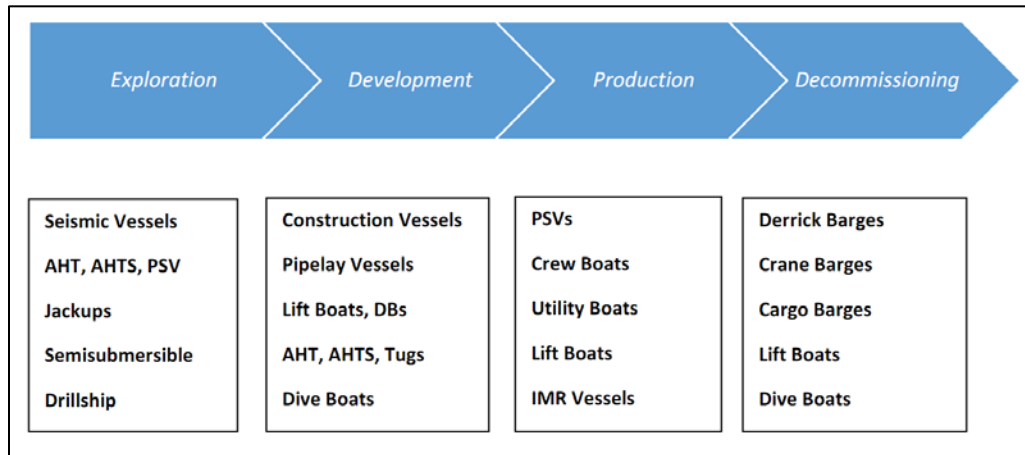 Exploration
Development
Production
Decommissioning
Seismic Vessels
AHT, AHTS, PSV
Jackups
Semisubmersible
Drillship
Construction Vessels
Pipelay Vessels
Lift Boats, DBs
AHT, AHTS, Tugs
Dive Boats
PSVs
Crew Boats
Utility Boats
Lift Boats
IMR Vessels
Derrick Barges
Crane Barges
Cargo Barges
Lift Boats
Dive Boats